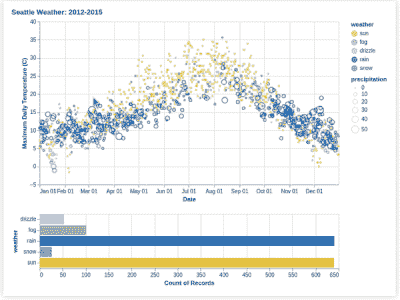 Seattle Weather: 2012-2015
Maximum Daily Temperature (C)
40
35
30
25
20
15
10
5
0
−5
Jan 01 Feb 01 Mar 01 Apr 01 May 01 Jun 01 Jul 01 Aug 01 Sep 01 Oct 01 Nov 01 Dec 01
Date
weather
sun
fog
drizzle
rain
snow
precipitation
0
10
20
30
40
50
weather
drizzle
fog
rain
snow
sun
0 50 100 150 200 250 300 350 400 450 500 550 600 650
Count of Records